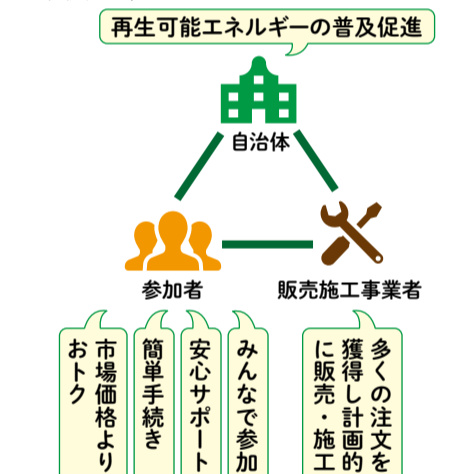 再生可能エネルギーの普及促進
自治体
参加者
販売施工事業者
市場価格より
おトク
簡単手続き
安心サポート
みんなで参加
多くの注文を
獲得し計画的
に販売・施工